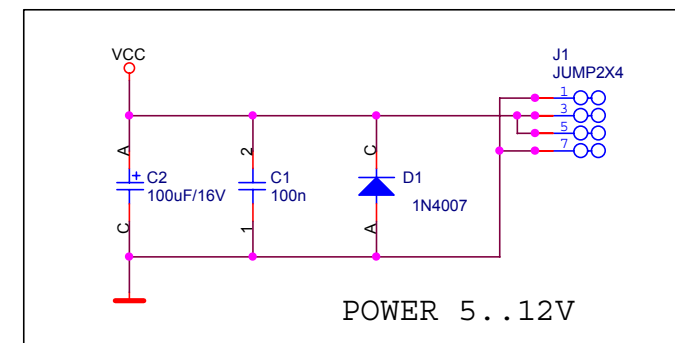 VCC
J1
JUMP2X4
1
3
5
7
A
+
C2
100uF/16V
C
2
C1
100n
1
C
D1
1N4007
A
POWER 5..12V